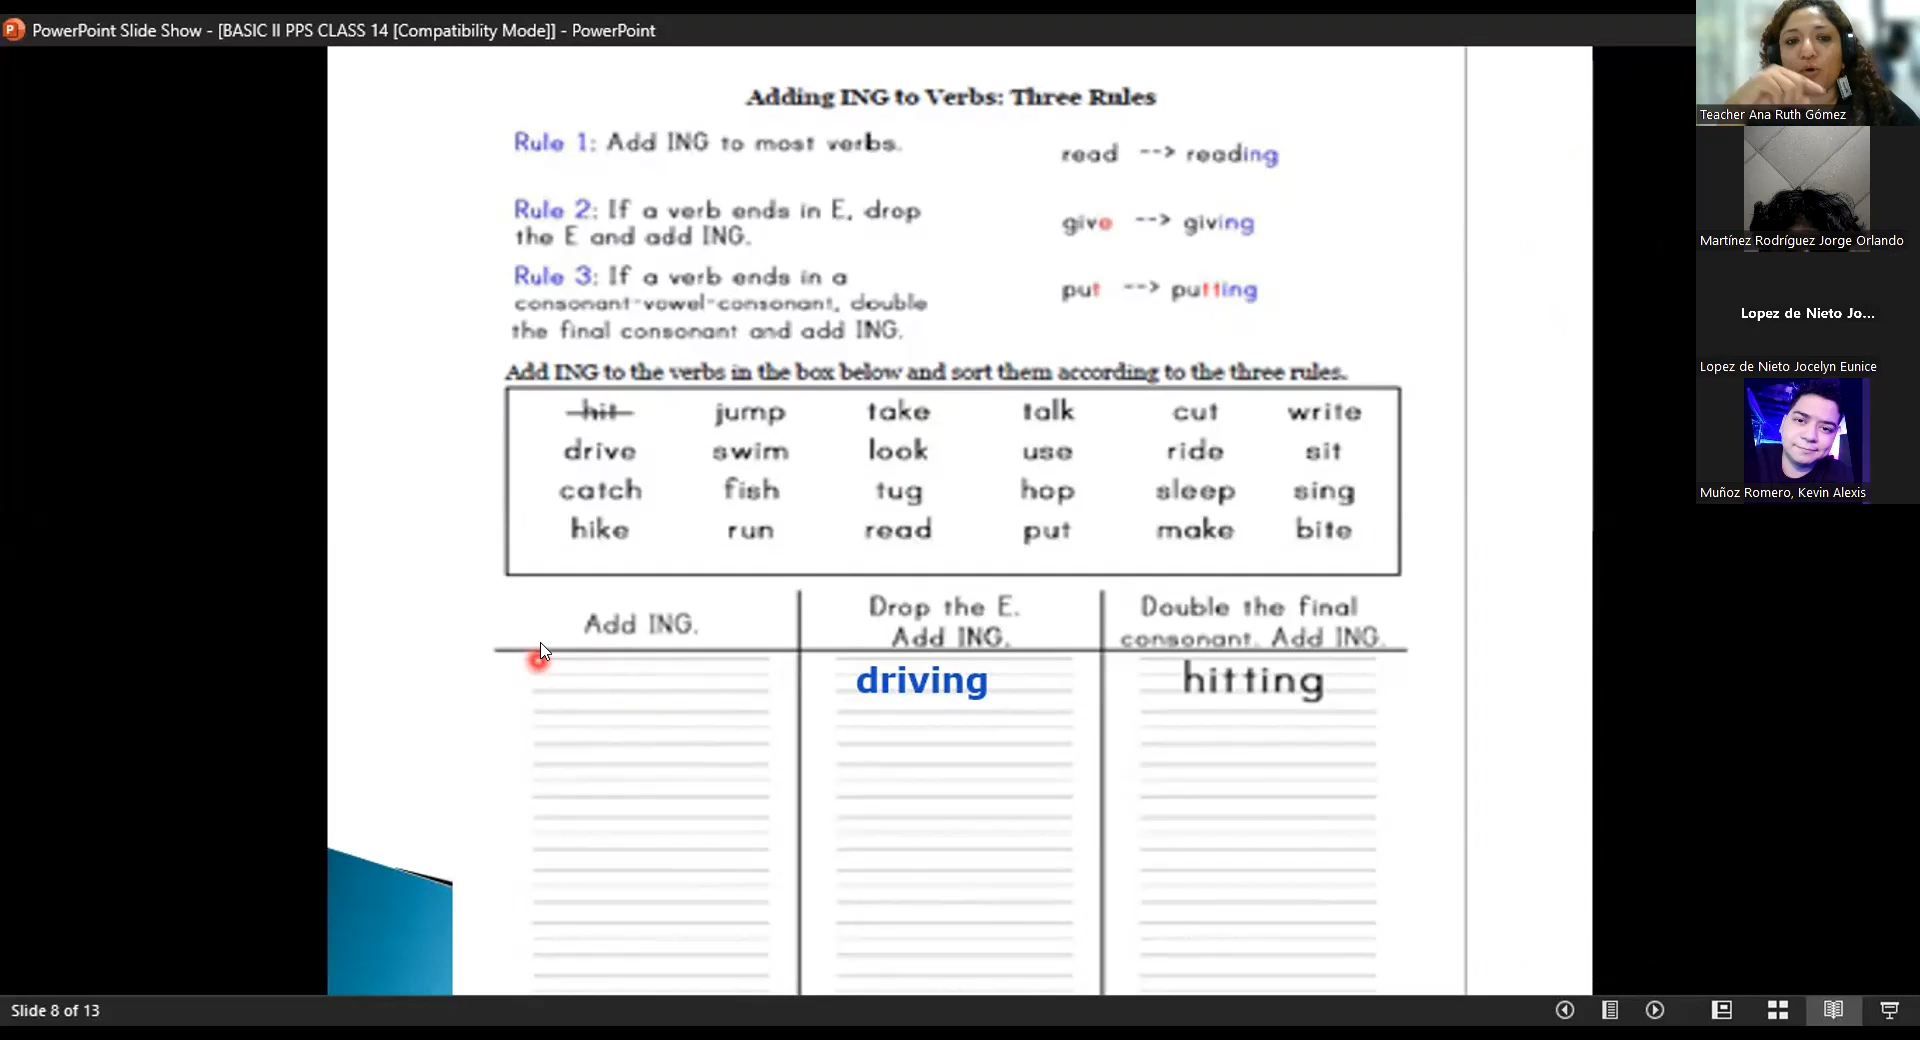 PowerPoint Slide Show - [BASIC II PPS CLASS 14 [Compatibility Mode]] - PowerPoint
Adding ING to Verbs: Three Rules
Rule 1: Add ING to most verbs.
read --> reading
Rule 2: If a verb ends in E, drop
the E and add ING.
give --> giving
Rule 3: If a verb ends in a
consonant-vowel-consonant, double
the final consonant and add ING.
put --> putting
Add ING to the verbs in the box below and sort them according to the three rules.
hit jump take talk cut write
drive swim look use ride sit
catch fish tug hop sleep sing
hike run read put make bite
Add ING.
Drop the E.
Add ING.
Double the final
consonant. Add ING.
driving
hitting
Teacher Ana Ruth Gómez
Martínez Rodríguez Jorge Orlando
Lopez de Nieto Jo...
Lopez de Nieto Jocelyn Eunice
Muñoz Romero, Kevin Alexis
Slide 8 of 13